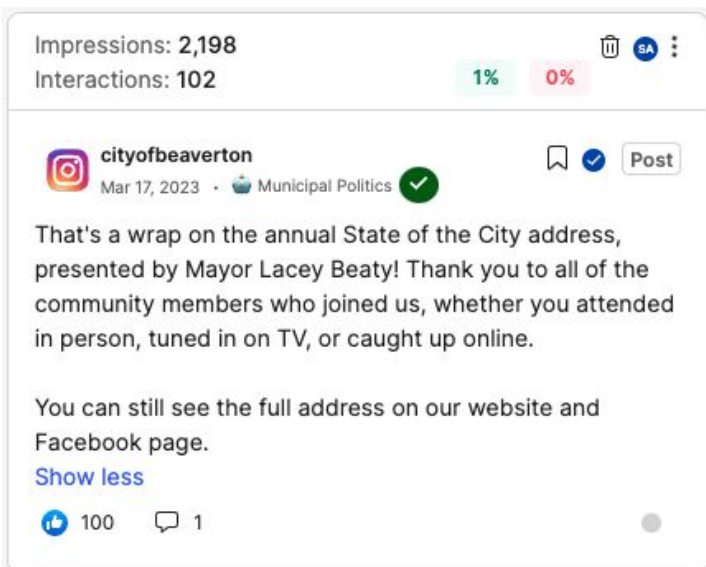 Impressions: 2,198
SA
Interactions: 102
1% 0%
cityofbeaverton
Post
Mar 17, 2023 · Municipal Politics
That's a wrap on the annual State of the City address,
presented by Mayor Lacey Beaty! Thank you to all of the
community members who joined us, whether you attended
in person, tuned in on TV, or caught up online.
You can still see the full address on our website and
Facebook page.
Show less
100 1